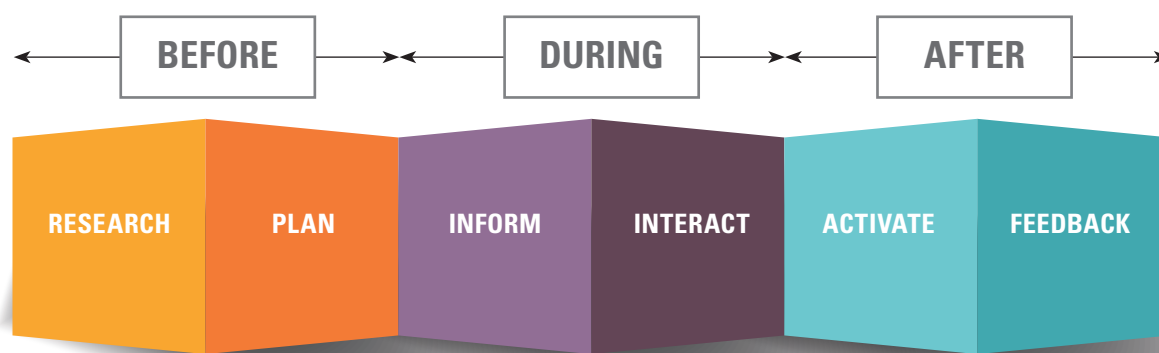 BEFORE DURING AFTER
RESEARCH PLAN INFORM INTERACT ACTIVATE FEEDBACK